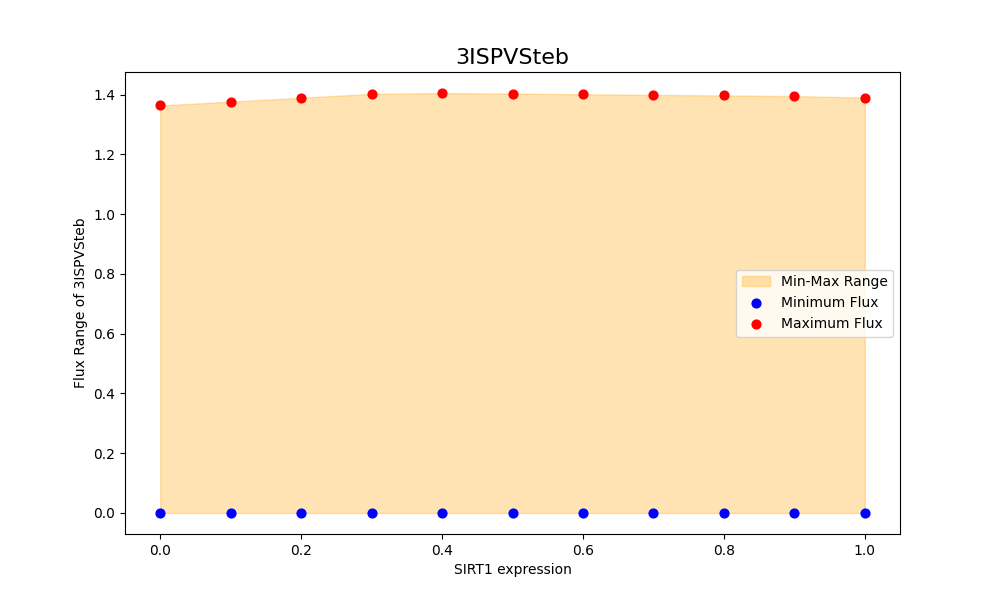 3ISPVSteb
Flux Range of 3ISPVSteb
1.4
1.2
1.0
0.8
0.6
0.4
0.2
0.0
Min-Max Range
Minimum Flux
Maximum Flux
0.0 0.2 0.4 0.6 0.8 1.0
SIRT1 expression